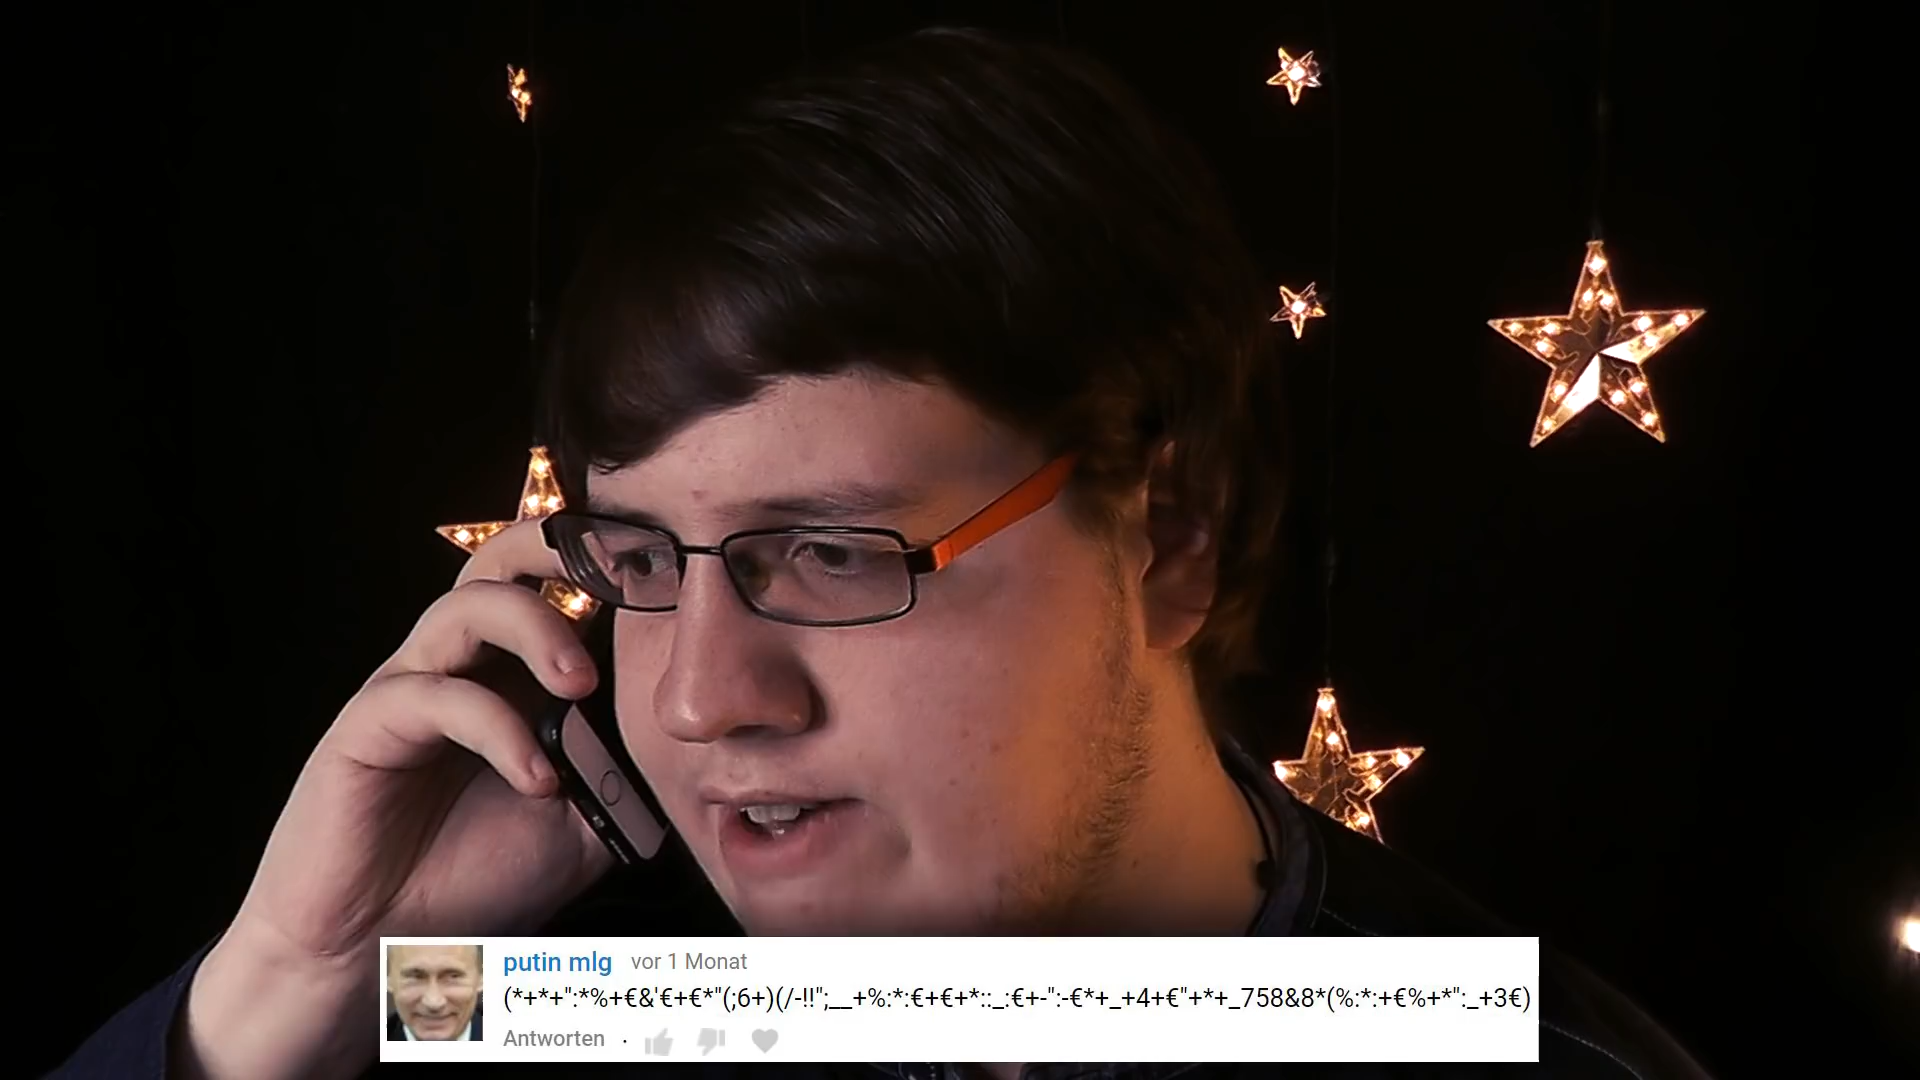 putin mlg vor 1 Monat
(*+*+":*%+€&'€+€*"(;6+)(/-!!";__+%:*:€+€+*::_:€+-":-€*+_+4+€"+*+_758&8*(%:*:+€%+*":_+3€)
Antworten ·